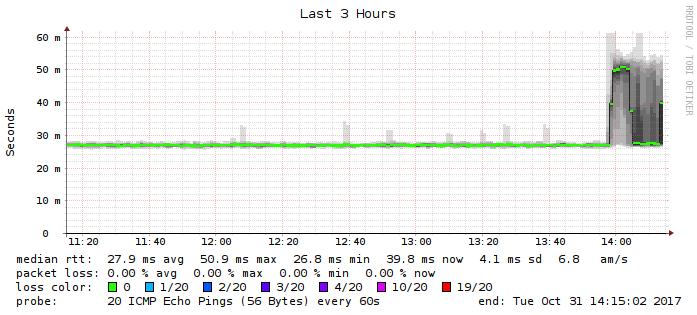 Last 3 Hours
RRDTOOL / TOBI OETIKER
Seconds
60 m
50 m
40 m
30 m
20 m
10 m
0
11:20 11:40 12:00 12:20 12:40 13:00 13:20 13:40 14:00
median rtt: 27.9 ms avg 50.9 ms max 26.8 ms min 39.8 ms now 4.1 ms sd 6.8 am/s
packet loss: 0.00 % avg 0.00 % max 0.00 % min 0.00 % now
loss color: 0 1/20 2/20 3/20 4/20 10/20 19/20
probe: 20 ICMP Echo Pings (56 Bytes) every 60s end: Tue Oct 31 14:15:02 2017